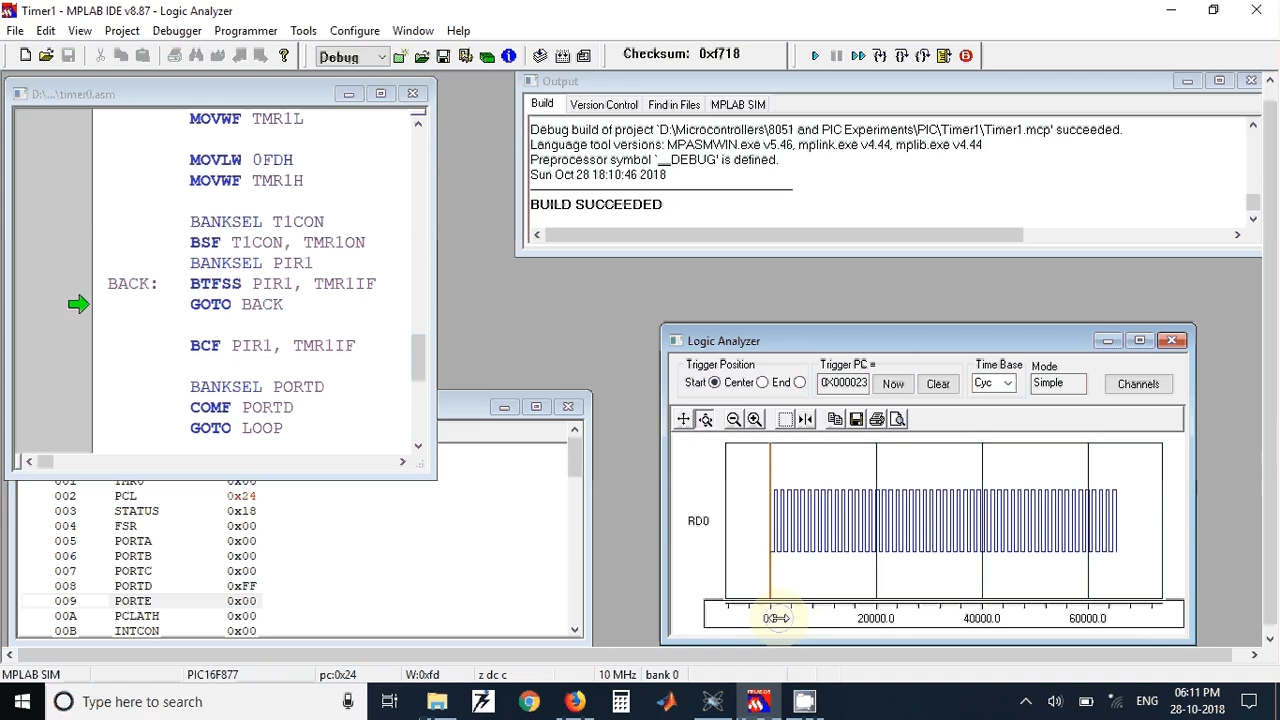 Timer1 - MPLAB IDE v8.87 - Logic Analyzer
File Edit View Project Debugger Programmer Tools Configure Window Help
Debug
Checksum: 0xf718
D:\...\timer0.asm
MOVWF TMR1L
MOVLW 0FDH
MOVWF TMR1H
BANKSEL T1CON
BSF T1CON, TMR1ON
BANKSEL PIR1
BACK: BTFSS PIR1, TMR1IF
GOTO BACK
BCF PIR1, TMR1IF
BANKSEL PORTD
COMF PORTD
GOTO LOOP
Output
Build Version Control Find in Files MPLAB SIM
Debug build of project `D:\Microcontrollers\8051 and PIC Experiments\PIC\Timer1\Timer1.mcp' succeeded.
Language tool versions: MPASMWIN.exe v5.46, mplink.exe v4.44, mplib.exe v4.44
Preprocessor symbol `__DEBUG' is defined.
Sun Oct 28 18:10:46 2018
BUILD SUCCEEDED
001 TMR0 0x00
002 PCL 0x24
003 STATUS 0x18
004 FSR 0x00
005 PORTA 0x00
006 PORTB 0x00
007 PORTC 0x00
008 PORTD 0xFF
009 PORTE 0x00
00A PCLATH 0x00
00B INTCON 0x00
Logic Analyzer
Trigger Position Trigger PC = Time Base Mode
Start Center End 0X000023 Now Clear Cyc Simple Channels
RD0
20000.0 40000.0 60000.0
MPLAB SIM PIC16F877 pc:0x24 W:0xfd z dc c 10 MHz bank 0
Type here to search
ENG
06:11 PM
28-10-2018